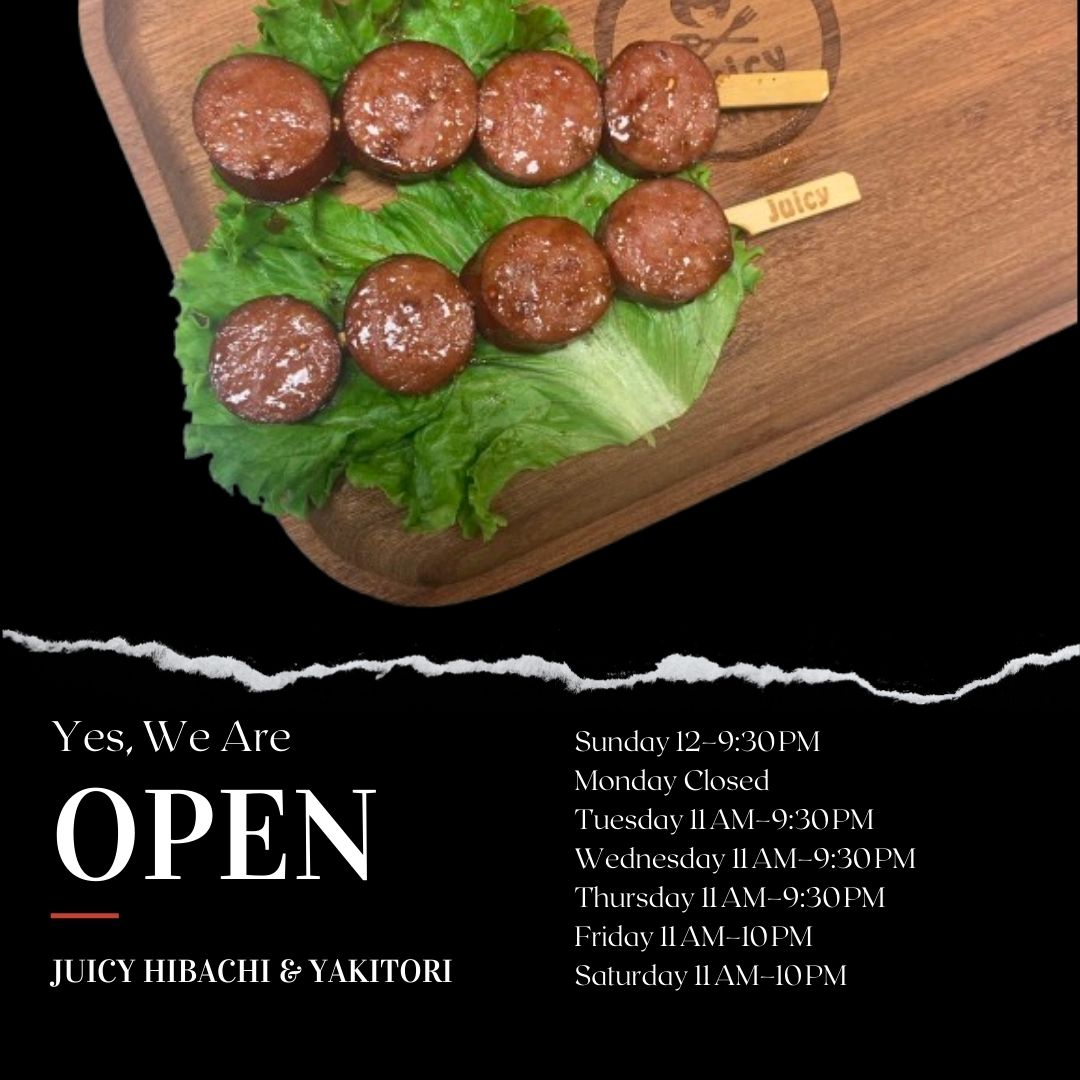 Juicy
Yes, We Are
OPEN
JUICY HIBACHI & YAKITORI
Sunday 12–9:30 PM
Monday Closed
Tuesday 11 AM–9:30 PM
Wednesday 11 AM–9:30 PM
Thursday 11 AM–9:30 PM
Friday 11 AM–10 PM
Saturday 11 AM–10 PM